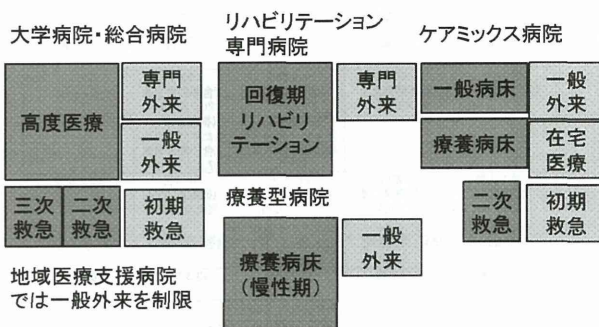 大学病院・総合病院
高度医療
専門
外来
一般
外来
三次
救急
二次
救急
初期
救急
地域医療支援病院
では一般外来を制限
リハビリテーション
専門病院
回復期
リハビリ
テーション
専門
外来
療養型病院
療養病床
(慢性期)
一般
外来
ケアミックス病院
一般病床
一般
外来
療養病床
在宅
医療
二次
救急
初期
救急